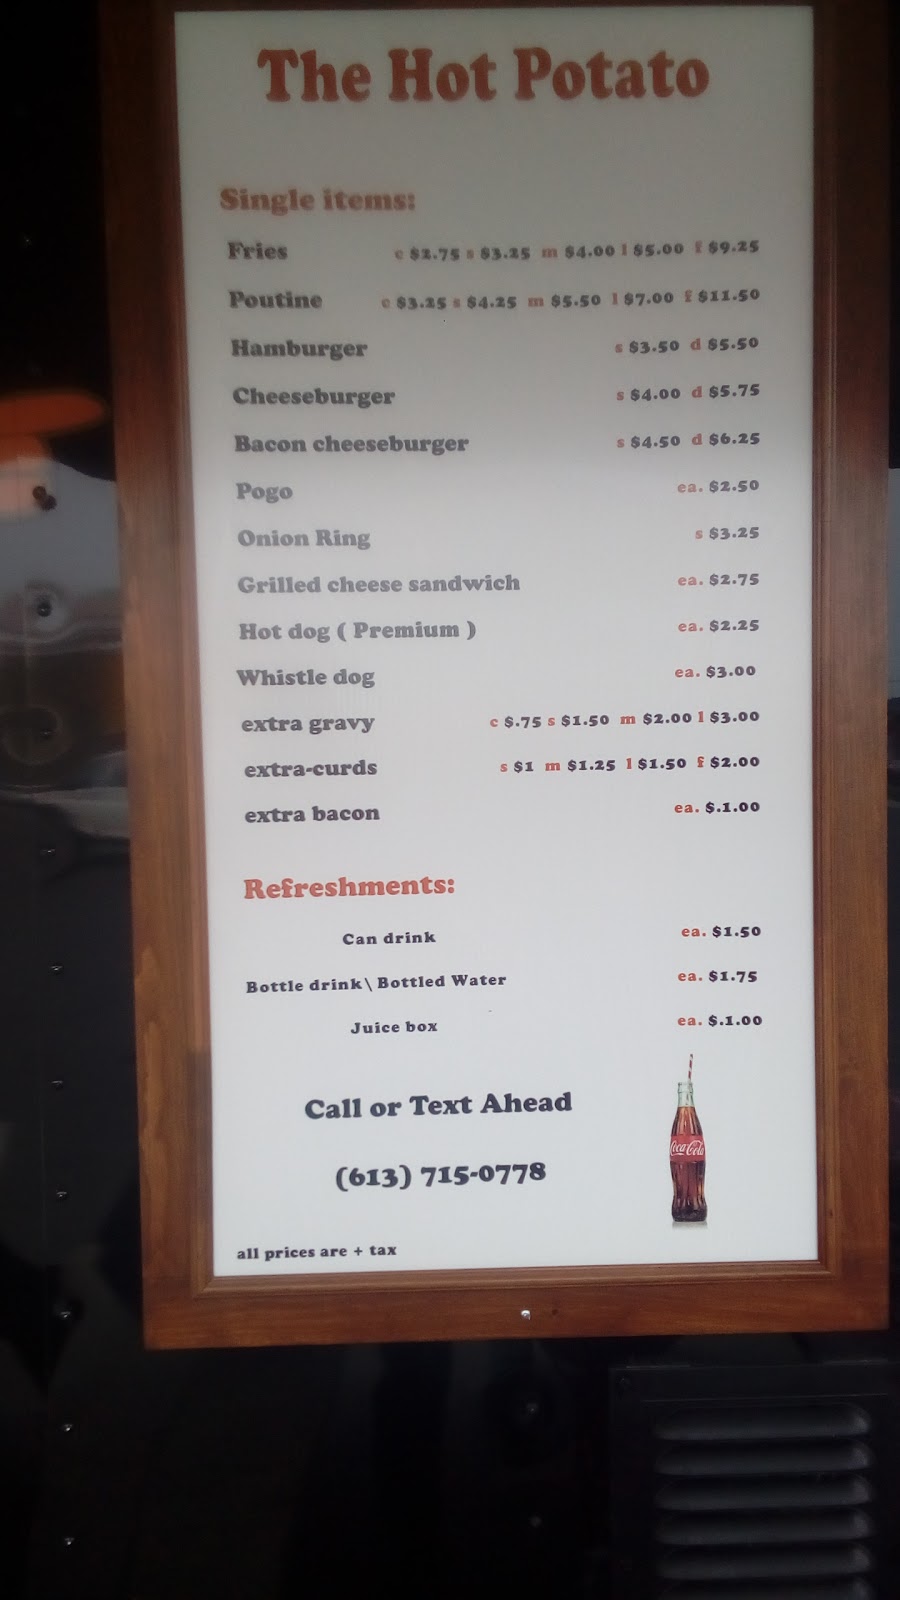 The Hot Potato
Single items:
Fries c $2.75 s $3.25 m $4.00 l $5.00 f $9.25
Poutine c $3.25 s $4.25 m $5.50 l $7.00 f $11.50
Hamburger s $3.50 d $5.50
Cheeseburger s $4.00 d $5.75
Bacon cheeseburger s $4.50 d $6.25
Pogo ea. $2.50
Onion Ring s $3.25
Grilled cheese sandwich ea. $2.75
Hot dog ( Premium ) ea. $2.25
Whistle dog ea. $3.00
extra gravy c $.75 s $1.50 m $2.00 l $3.00
extra-curds s $1 m $1.25 l $1.50 f $2.00
extra bacon ea. $.1.00
Refreshments:
Can drink ea. $1.50
Bottle drink\ Bottled Water ea. $1.75
Juice box ea. $.1.00
Call or Text Ahead
(613) 715-0778
Coca-Cola
all prices are + tax